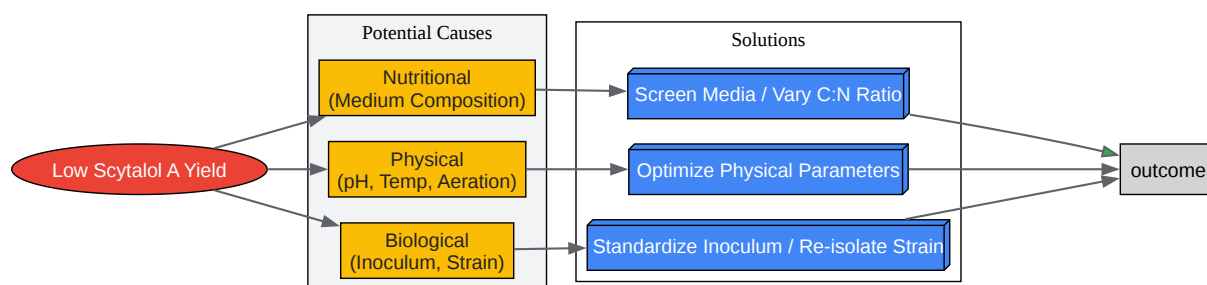 Potential Causes
Solutions
Low Scytalol A Yield
Nutritional
(Medium Composition)
Screen Media / Vary C:N Ratio
Physical
(pH, Temp, Aeration)
Optimize Physical Parameters
Biological
(Inoculum, Strain)
Standardize Inoculum / Re-isolate Strain
outcome